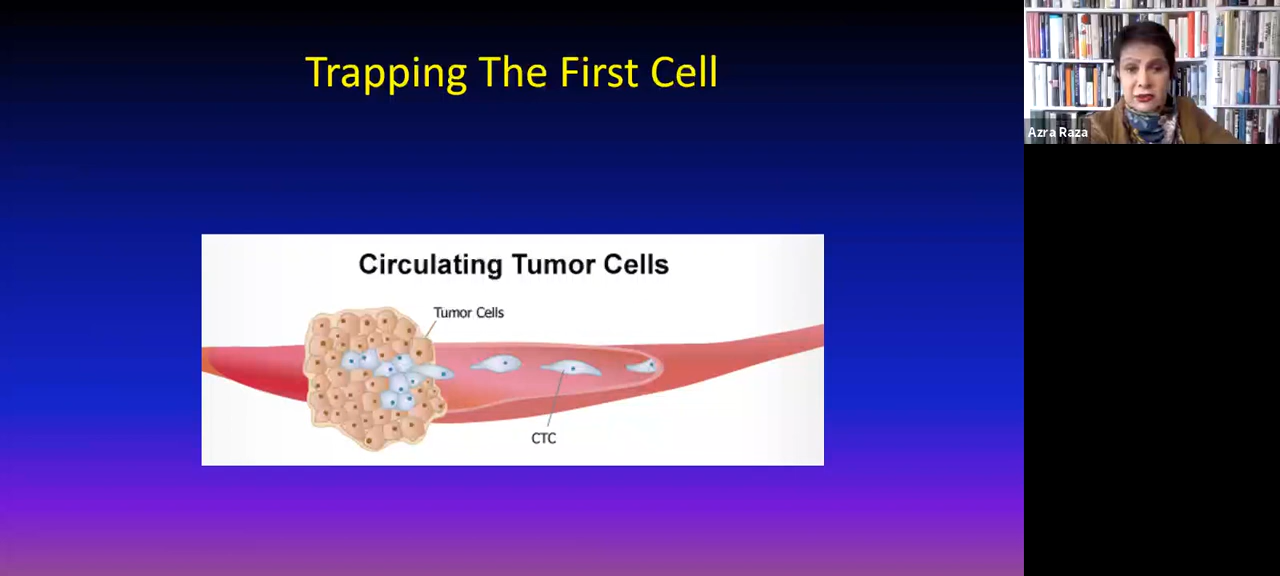 Trapping The First Cell
Azra Raza
Circulating Tumor Cells
Tumor Cells
CTC